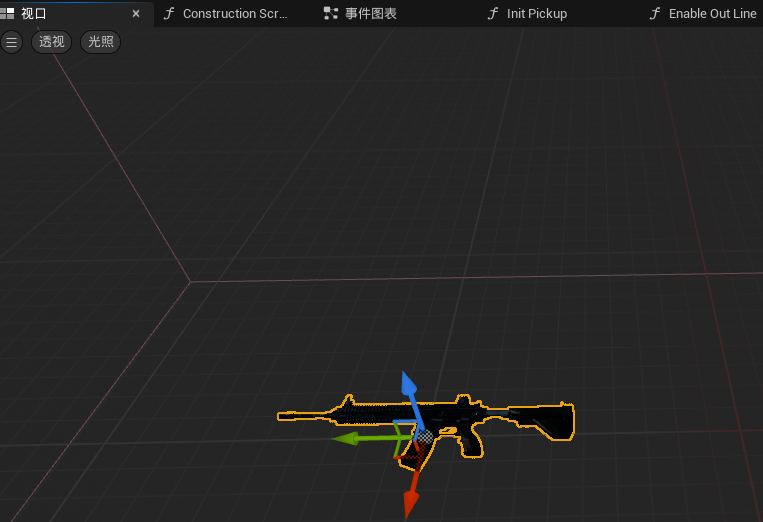 视口
Construction Scr...
事件图表
Init Pickup
Enable Out Line
透视
光照